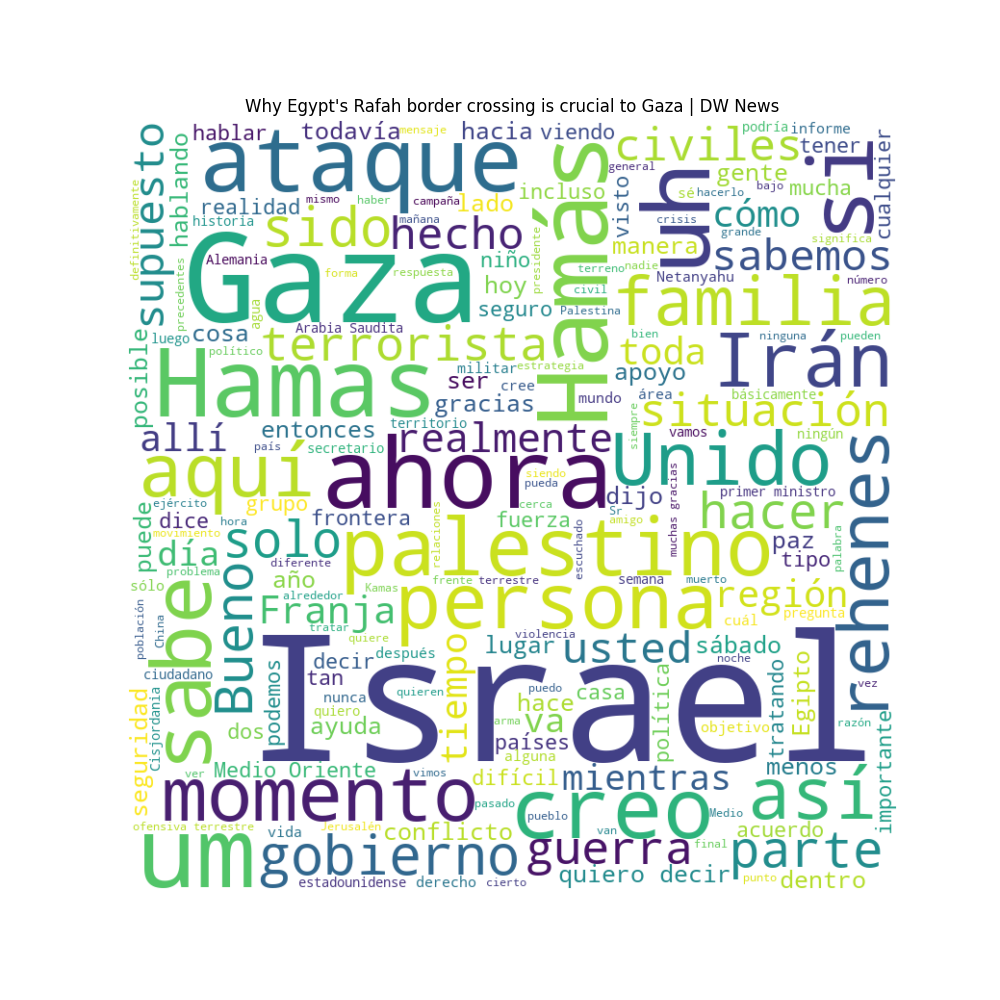 Why Egypt's Rafah border crossing is crucial to Gaza | DW News
hablar todavía mensaje hacia viendo podría informe
supuesto definitivamente hablando ataque Hamás civiles tener cualquier
general uh si gente
realidad mismo haber campaña lado incluso visto sé hacerlo bajo mucha
historia sido mañana hecho presidente crisis cómo grande
manera significa
precedentes Alemania Gaza niño terreno nadie sabemos
forma respuesta hoy civil Netanyahu número
agua seguro Palestina familia
posible luego cosa Arabia Saudita bien ninguna pueden
político terrorista estrategia toda Irán
Hamas militar apoyo
ser cree área básicamente
gracias mundo situación
allí entonces territorio siempre vamos ningún
país secretario realmente Unido rehenes
aquí ahora siendo
pueda dijo muchas gracias primer ministro
ejército grupo cerca Sr hacer
puede dice hora frontera relaciones fuerza amigo
movimiento solo escuchado paz palabra
día diferente palestino tipo
problema
sólo año Kamas frente terrestre semana muerto
sabe Bueno alrededor persona región
Franja cuál pregunta
población China tratar
quiere violencia
ciudadano decir después tiempo lugar usted sábado
tan Israel noche
Cisjordania podemos nunca quieren puedo casa política tratando Egipto vez
seguridad quiero hace
dos ayuda arma va objetivo razón
países importante
ver Medio Oriente alguna menos
vimos difícil mientras
momento pasado creo Medio así
pueblo
ofensiva terrestre vida Jerusalén conflicto van acuerdo
um gobierno guerra final parte
estadounidense derecho cierto quiero decir punto dentro